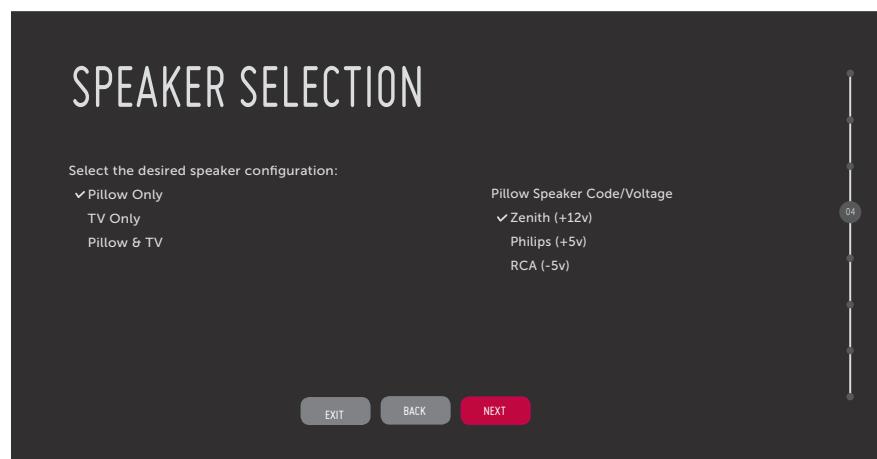 SPEAKER SELECTION
Select the desired speaker configuration:
Pillow Only
TV Only
Pillow & TV
Pillow Speaker Code/Voltage
Zenith (+12v)
Philips (+5v)
RCA (-5v)
04
EXIT
BACK
NEXT